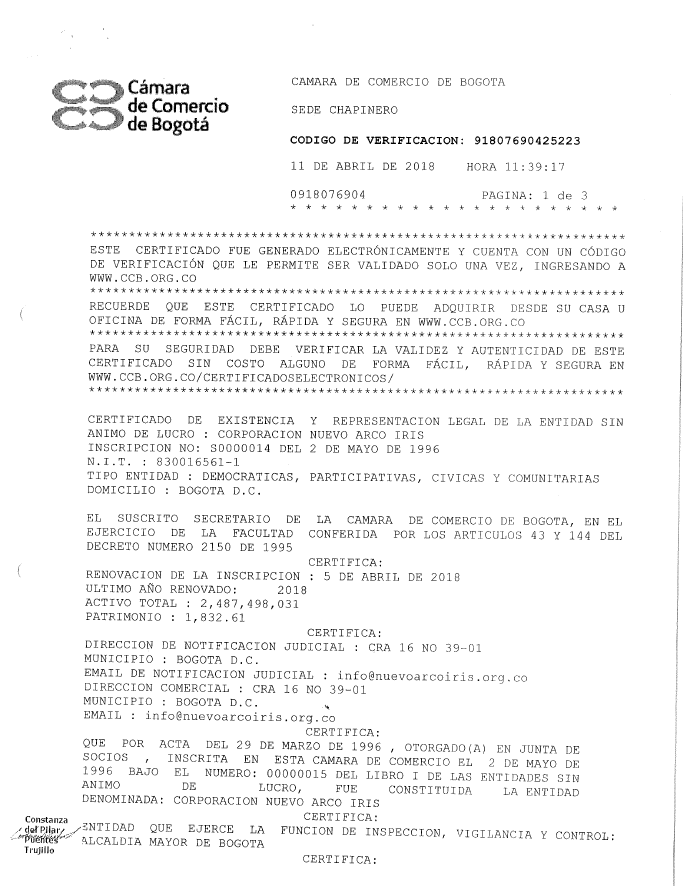 Cámara
de Comercio
de Bogotá
CAMARA DE COMERCIO DE BOGOTA
SEDE CHAPINERO
CODIGO DE VERIFICACION: 91807690425223
11 DE ABRIL DE 2018 HORA 11:39:17
0918076904 PAGINA: 1 de 3
* * * * * * * * * * * * * * * * * * * * * *
**********************************************************************
ESTE CERTIFICADO FUE GENERADO ELECTRÓNICAMENTE Y CUENTA CON UN CÓDIGO
DE VERIFICACIÓN QUE LE PERMITE SER VALIDADO SOLO UNA VEZ, INGRESANDO A
WWW.CCB.ORG.CO
**********************************************************************
RECUERDE QUE ESTE CERTIFICADO LO PUEDE ADQUIRIR DESDE SU CASA U
OFICINA DE FORMA FÁCIL, RÁPIDA Y SEGURA EN WWW.CCB.ORG.CO
**********************************************************************
PARA SU SEGURIDAD DEBE VERIFICAR LA VALIDEZ Y AUTENTICIDAD DE ESTE
CERTIFICADO SIN COSTO ALGUNO DE FORMA FÁCIL, RÁPIDA Y SEGURA EN
WWW.CCB.ORG.CO/CERTIFICADOSELECTRONICOS/
**********************************************************************
CERTIFICADO DE EXISTENCIA Y REPRESENTACION LEGAL DE LA ENTIDAD SIN
ANIMO DE LUCRO : CORPORACION NUEVO ARCO IRIS
INSCRIPCION NO: S0000014 DEL 2 DE MAYO DE 1996
N.I.T. : 830016561-1
TIPO ENTIDAD : DEMOCRATICAS, PARTICIPATIVAS, CIVICAS Y COMUNITARIAS
DOMICILIO : BOGOTA D.C.
EL SUSCRITO SECRETARIO DE LA CAMARA DE COMERCIO DE BOGOTA, EN EL
EJERCICIO DE LA FACULTAD CONFERIDA POR LOS ARTICULOS 43 Y 144 DEL
DECRETO NUMERO 2150 DE 1995
CERTIFICA:
RENOVACION DE LA INSCRIPCION : 5 DE ABRIL DE 2018
ULTIMO AÑO RENOVADO: 2018
ACTIVO TOTAL : 2,487,498,031
PATRIMONIO : 1,832.61
CERTIFICA:
DIRECCION DE NOTIFICACION JUDICIAL : CRA 16 NO 39-01
MUNICIPIO : BOGOTA D.C.
EMAIL DE NOTIFICACION JUDICIAL : info@nuevoarcoiris.org.co
DIRECCION COMERCIAL : CRA 16 NO 39-01
MUNICIPIO : BOGOTA D.C.
EMAIL : info@nuevoarcoiris.org.co
CERTIFICA:
QUE POR ACTA DEL 29 DE MARZO DE 1996 , OTORGADO(A) EN JUNTA DE
SOCIOS , INSCRITA EN ESTA CAMARA DE COMERCIO EL 2 DE MAYO DE
1996 BAJO EL NUMERO: 00000015 DEL LIBRO I DE LAS ENTIDADES SIN
ANIMO DE LUCRO, FUE CONSTITUIDA LA ENTIDAD
DENOMINADA: CORPORACION NUEVO ARCO IRIS
CERTIFICA:
ENTIDAD QUE EJERCE LA FUNCION DE INSPECCION, VIGILANCIA Y CONTROL:
ALCALDIA MAYOR DE BOGOTA
CERTIFICA:
Constanza
del Pilar
Puentes
Trujillo